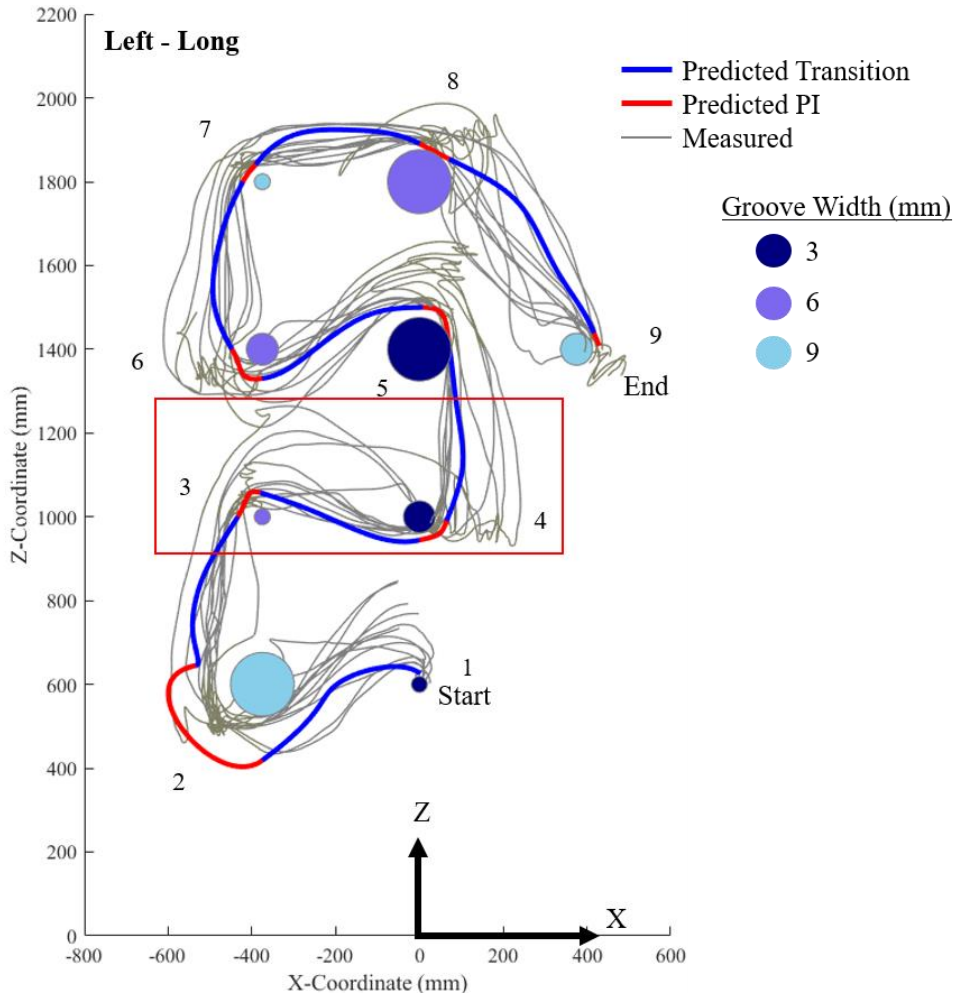 Left - Long
Predicted Transition
Predicted PI
Measured
Groove Width (mm)
3
6
9
2200
2000
1800
1600
1400
1200
1000
800
600
400
200
0
Z-Coordinate (mm)
-800
-600
-400
-200
0
200
400
600
X-Coordinate (mm)
8
7
6
5
9
End
3
4
1
Start
2
Z
X